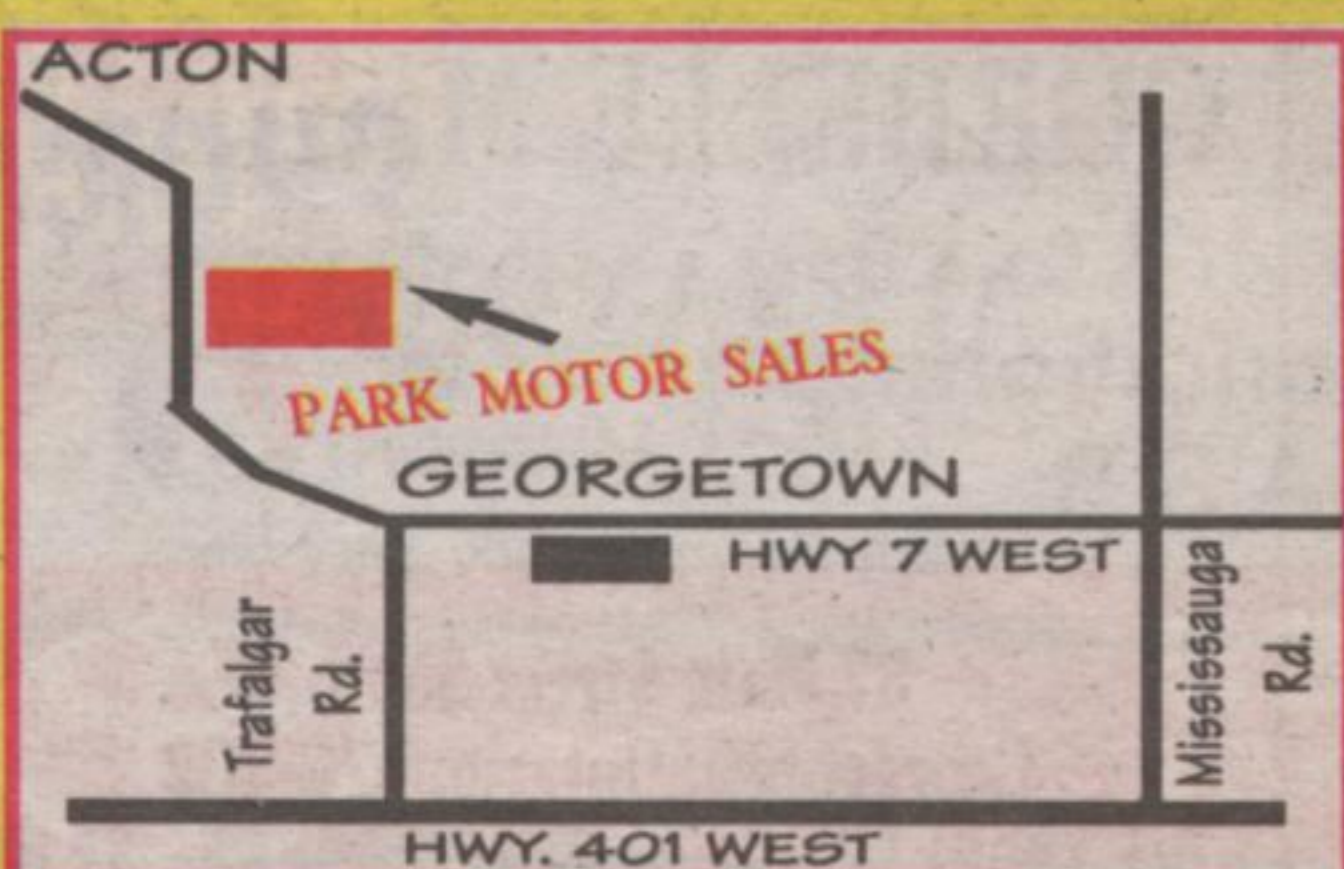 ACTON
PARK MOTOR SALES
GEORGETOWN
HWY 7 WEST
Trafalgar
Rd.
Mississauga
Rd.
HWY. 401 WEST